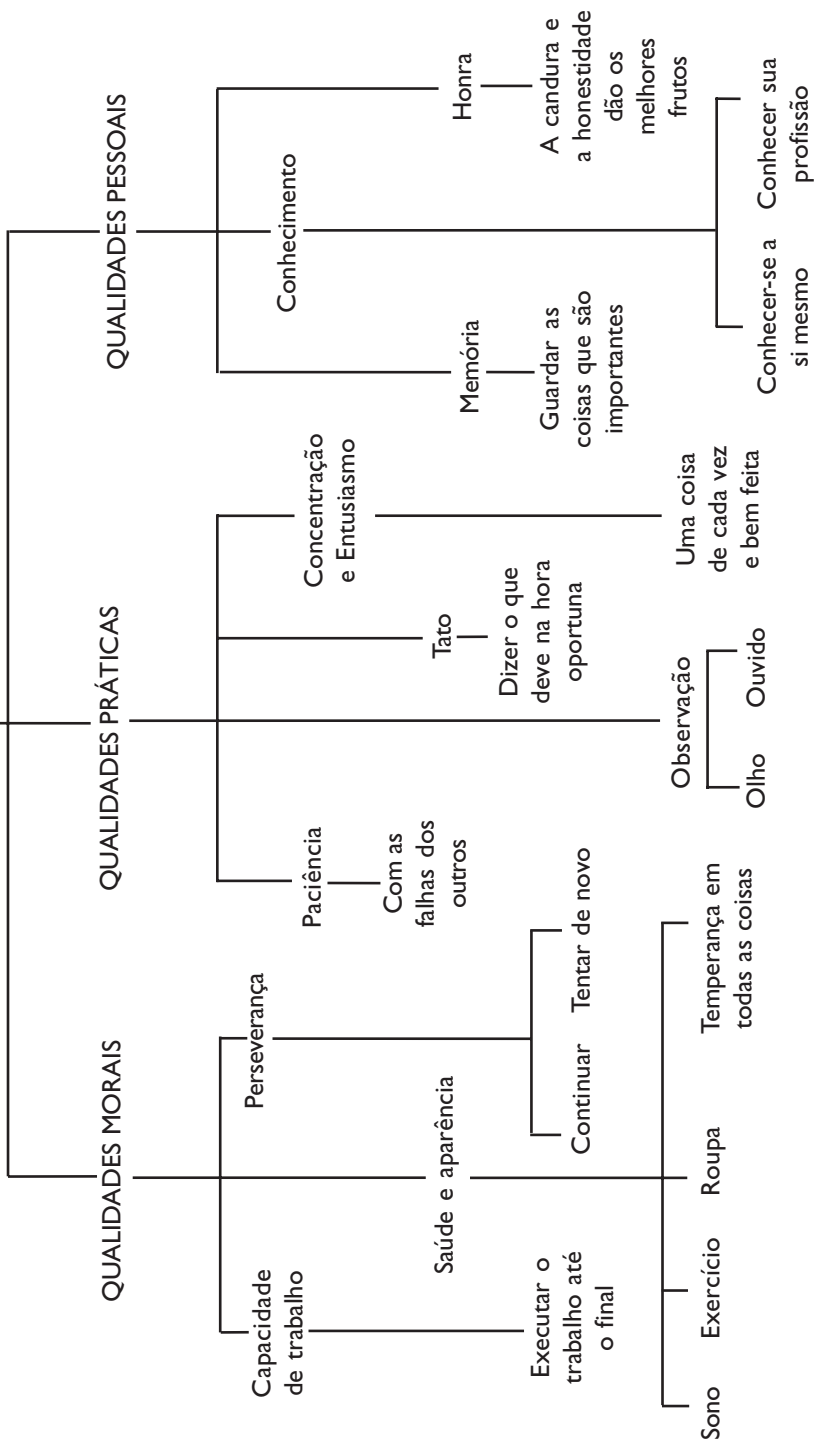 QUALIDADES MORAIS
Capacidade
de trabalho
Executar o
trabalho até
o final
Saúde e aparência
Sono
Exercício
Roupa
Temperança em
todas as coisas
Perseverança
Continuar
Tentar de novo
QUALIDADES PRÁTICAS
Paciência
Com as
falhas dos
outros
Observação
Olho
Ouvido
Tato
Dizer o que
deve na hora
oportuna
Concentração
e Entusiasmo
Uma coisa
de cada vez
e bem feita
QUALIDADES PESSOAIS
Memória
Guardar as
coisas que são
importantes
Conhecimento
Conhecer-se a
si mesmo
Conhecer sua
profissão
Honra
A candura e
a honestidade
dão os
melhores
frutos